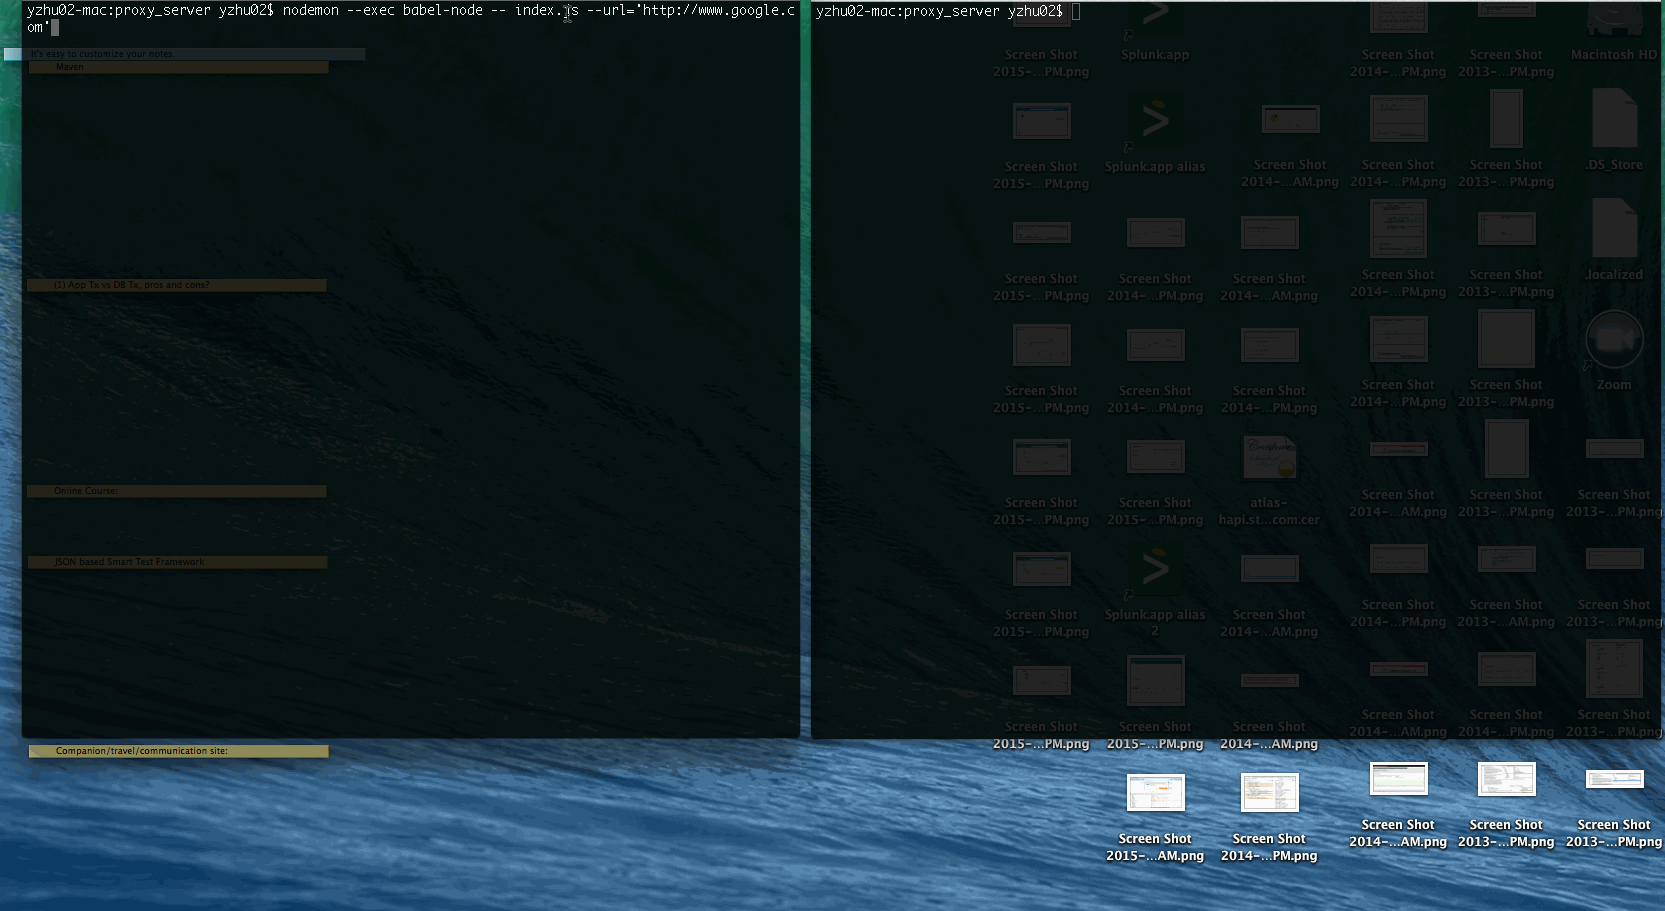 yzhu02-mac:proxy_server yzhu02$ nodemon --exec babel-node -- index.js --url='http://www.google.c
om'
It's easy to customize your notes.
Maven
(1) App Tx vs DB Tx, pros and cons?
Online Course:
JSON based Smart Test Framework
Companion/travel/communication site:
yzhu02-mac:proxy_server yzhu02$
Screen Shot
2015-...PM.png
Splunk.app
Screen Shot
2014-...PM.png
Screen Shot
2013-...PM.png
Macintosh HD
Screen Shot
2015-...PM.png
Splunk.app alias
Screen Shot
2014-...AM.png
Screen Shot
2014-...PM.png
Screen Shot
2013-...PM.png
.DS_Store
Screen Shot
2015-...PM.png
Screen Shot
2014-...PM.png
Screen Shot
2014-...AM.png
Screen Shot
2014-...PM.png
Screen Shot
2013-...PM.png
.localized
Screen Shot
2015-...PM.png
Screen Shot
2014-...PM.png
Screen Shot
2014-...PM.png
Screen Shot
2014-...PM.png
Screen Shot
2013-...PM.png
Zoom
Screen Shot
2015-...PM.png
Screen Shot
2015-...PM.png
atlas-
hapi.st...com.cer
Screen Shot
2014-...AM.png
Screen Shot
2013-...PM.png
Screen Shot
2013-...PM.png
Screen Shot
2015-...PM.png
Splunk.app alias
2
Screen Shot
2014-...AM.png
Screen Shot
2014-...PM.png
Screen Shot
2013-...AM.png
Screen Shot
2013-...PM.png
Screen Shot
2015-...PM.png
Screen Shot
2015-...PM.png
Screen Shot
2014-...AM.png
Screen Shot
2014-...PM.png
Screen Shot
2013-...PM.png
Screen Shot
2013-...PM.png
Screen Shot
2015-...AM.png
Screen Shot
2014-...PM.png
Screen Shot
2014-...AM.png
Screen Shot
2013-...PM.png
Screen Shot
2013-...PM.png